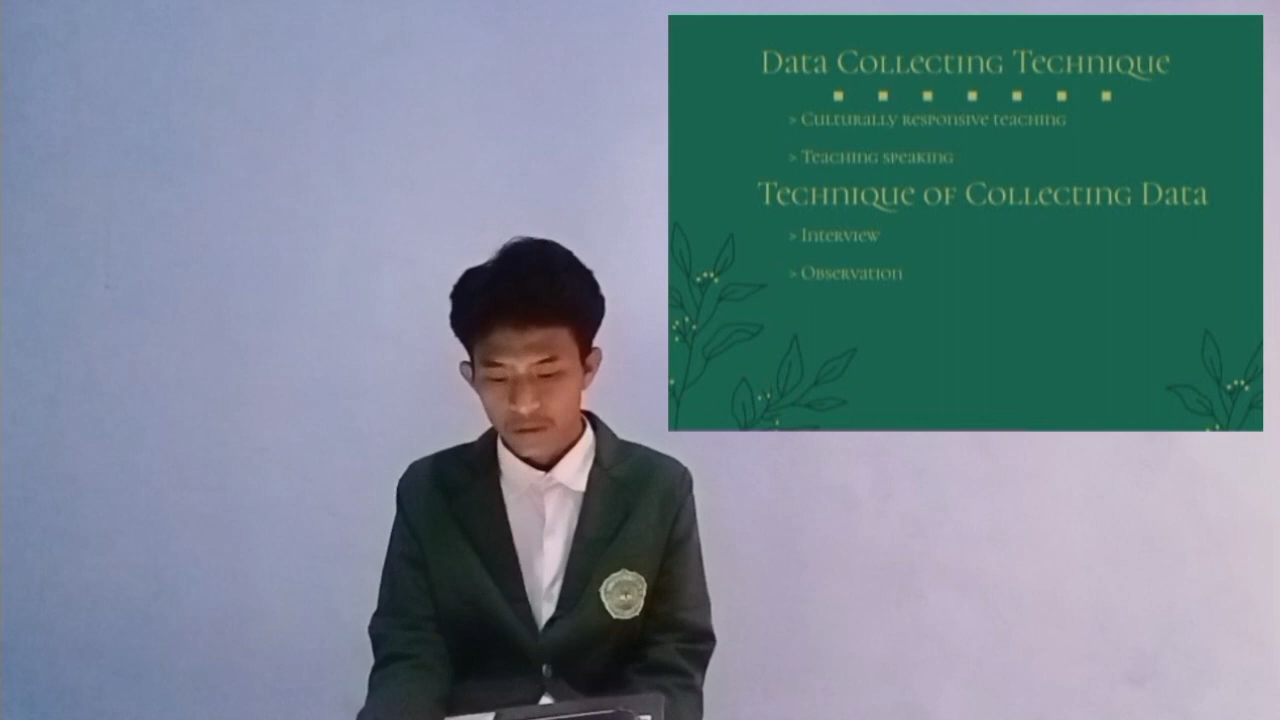 Data Collecting Technique
> Culturally responsive teaching
> Teaching speaking
Technique of Collecting Data
> Interview
> Observation